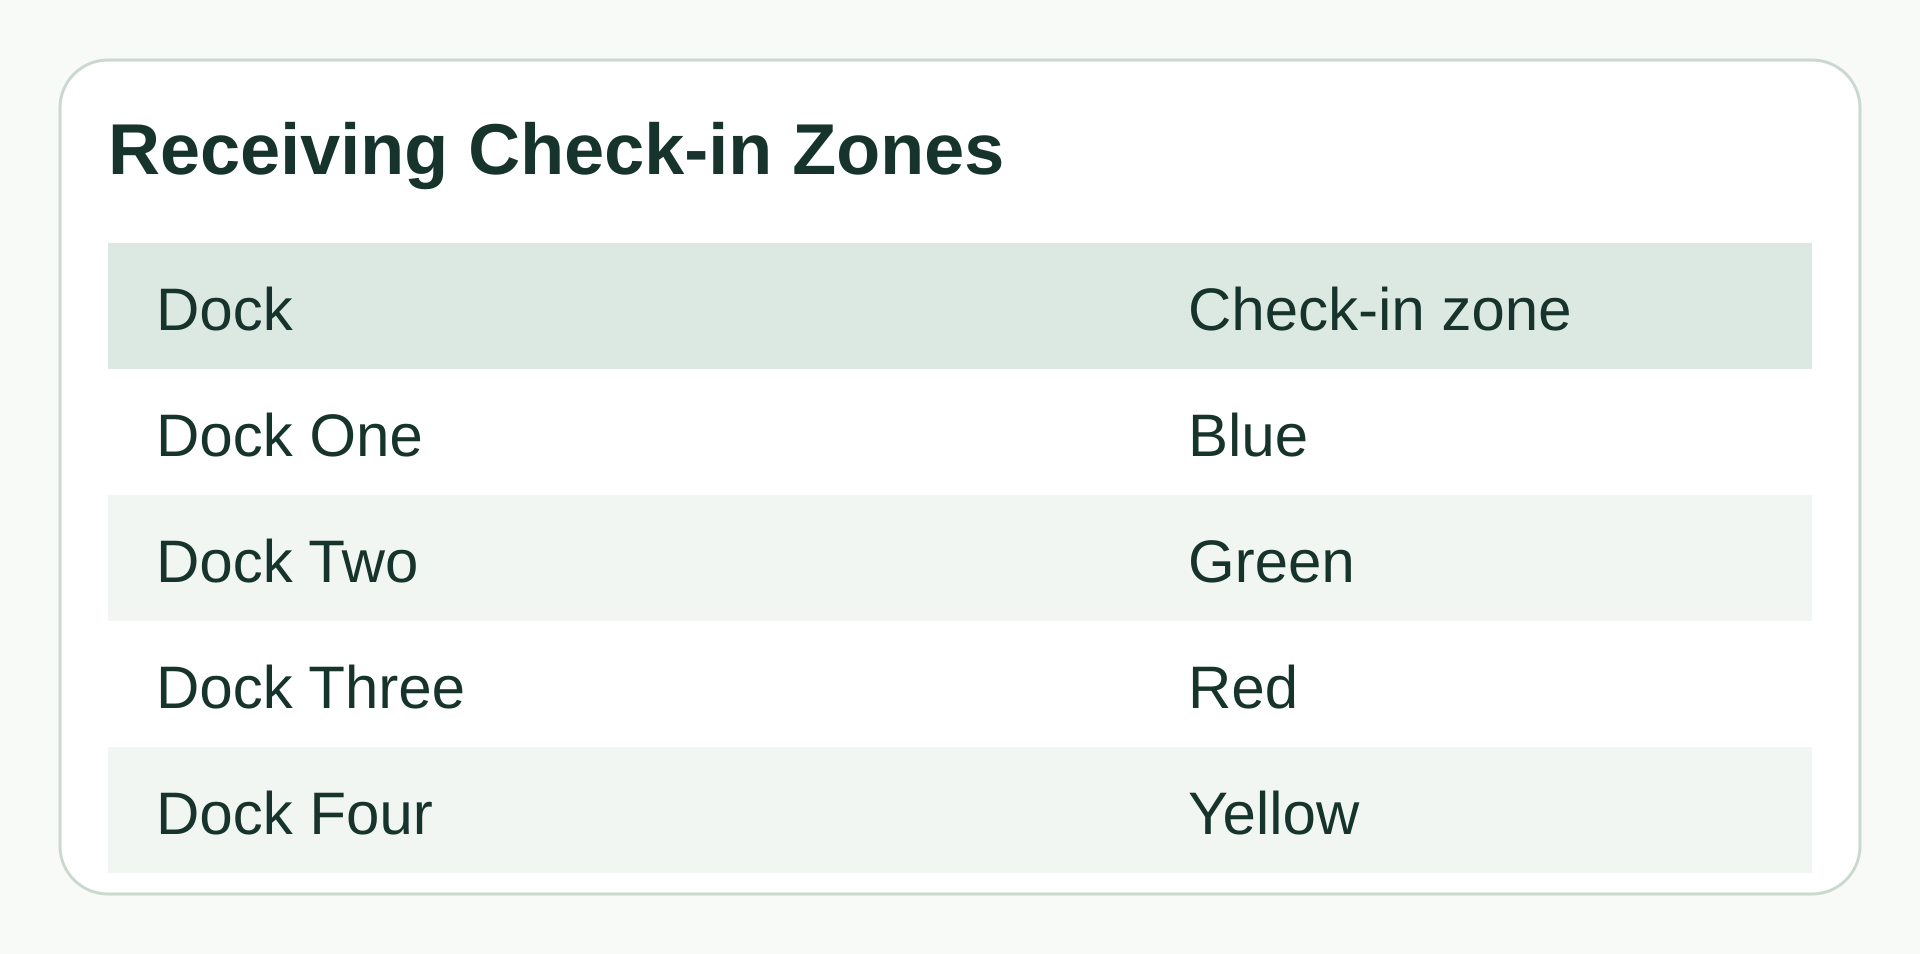 Receiving Check-in Zones
Dock Check-in zone
Dock One Blue
Dock Two Green
Dock Three Red
Dock Four Yellow